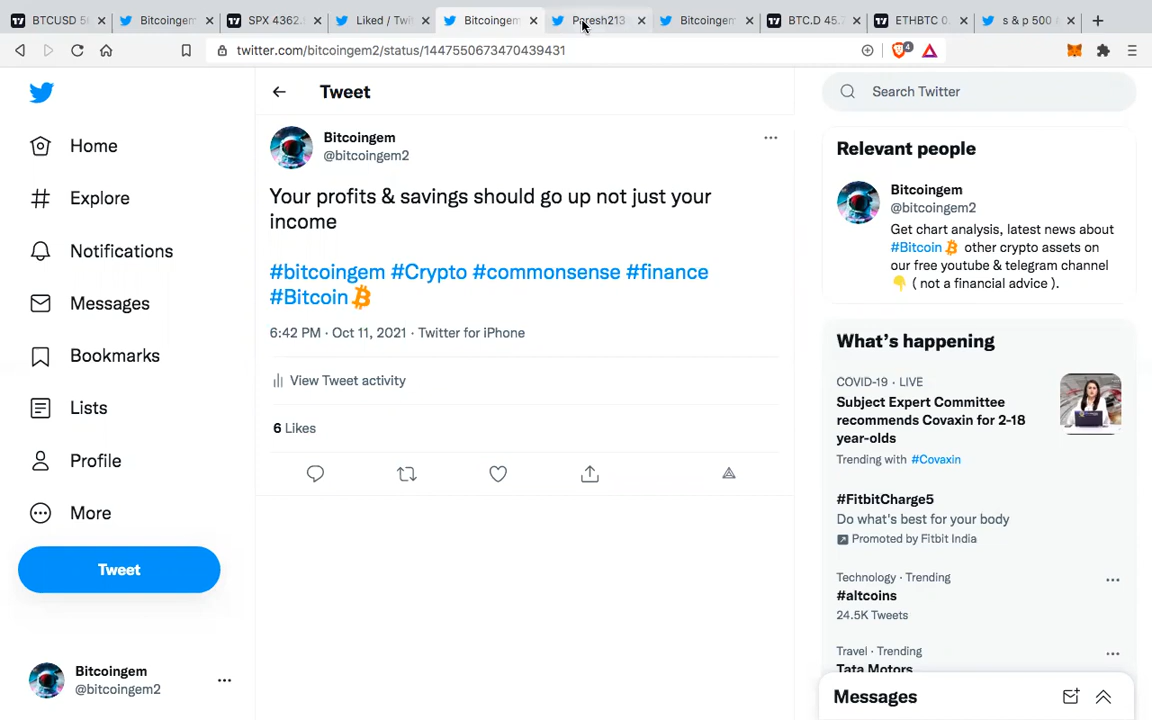 BTCUSD
Bitcoingem
SPX 4362.
Liked / Twi
Bitcoingem
Paresh213
Bitcoingem
BTC.D 45.
ETHBTC 0.
s & p 500
twitter.com/bitcoingem2/status/1447550673470439431
4
Home
Explore
Notifications
Messages
Bookmarks
Lists
Profile
More
Tweet
Bitcoingem
@bitcoingem2
Tweet
Bitcoingem
@bitcoingem2
Your profits & savings should go up not just your
income
#bitcoingem #Crypto #commonsense #finance
#Bitcoin
6:42 PM · Oct 11, 2021 · Twitter for iPhone
View Tweet activity
6 Likes
Search Twitter
Relevant people
Bitcoingem
@bitcoingem2
Get chart analysis, latest news about
#Bitcoin other crypto assets on
our free youtube & telegram channel
( not a financial advice ).
What's happening
COVID-19 · LIVE
Subject Expert Committee
recommends Covaxin for 2-18
year-olds
Trending with #Covaxin
#FitbitCharge5
Do what's best for your body
Promoted by Fitbit India
Technology · Trending
#altcoins
24.5K Tweets
Travel · Trending
Tata Motors
Messages